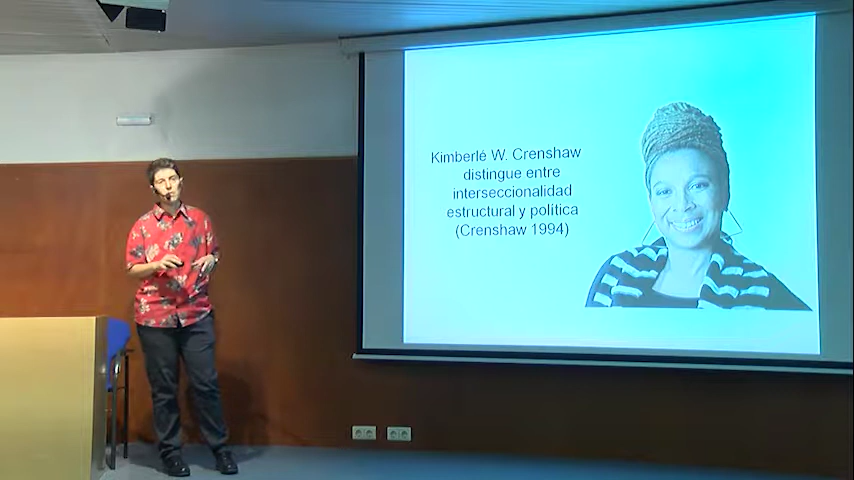 Kimberlé W. Crenshaw
distingue entre
interseccionalidad
estructural y política
(Crenshaw 1994)